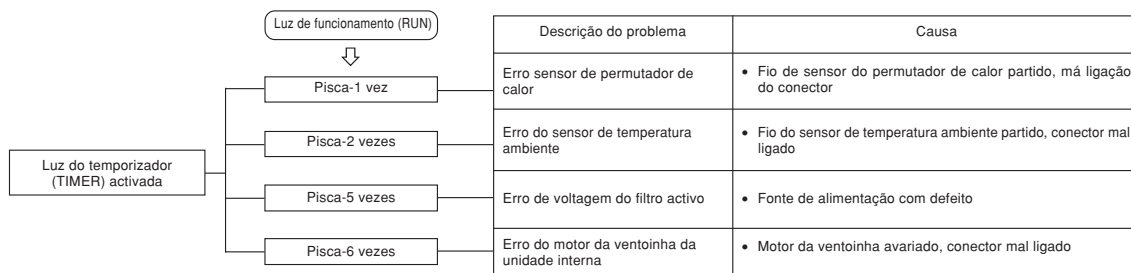 Luz de funcionamento (RUN)
Descrição do problema
Causa
Luz do temporizador
(TIMER) activada
Pisca-1 vez
Erro sensor de permutador de
calor
• Fio de sensor do permutador de calor partido, má ligação
do conector
Pisca-2 vezes
Erro do sensor de temperatura
ambiente
• Fio do sensor de temperatura ambiente partido, conector mal
ligado
Pisca-5 vezes
Erro de voltagem do filtro activo
• Fonte de alimentação com defeito
Pisca-6 vezes
Erro do motor da ventoinha da
unidade interna
• Motor da ventoinha avariado, conector mal ligado